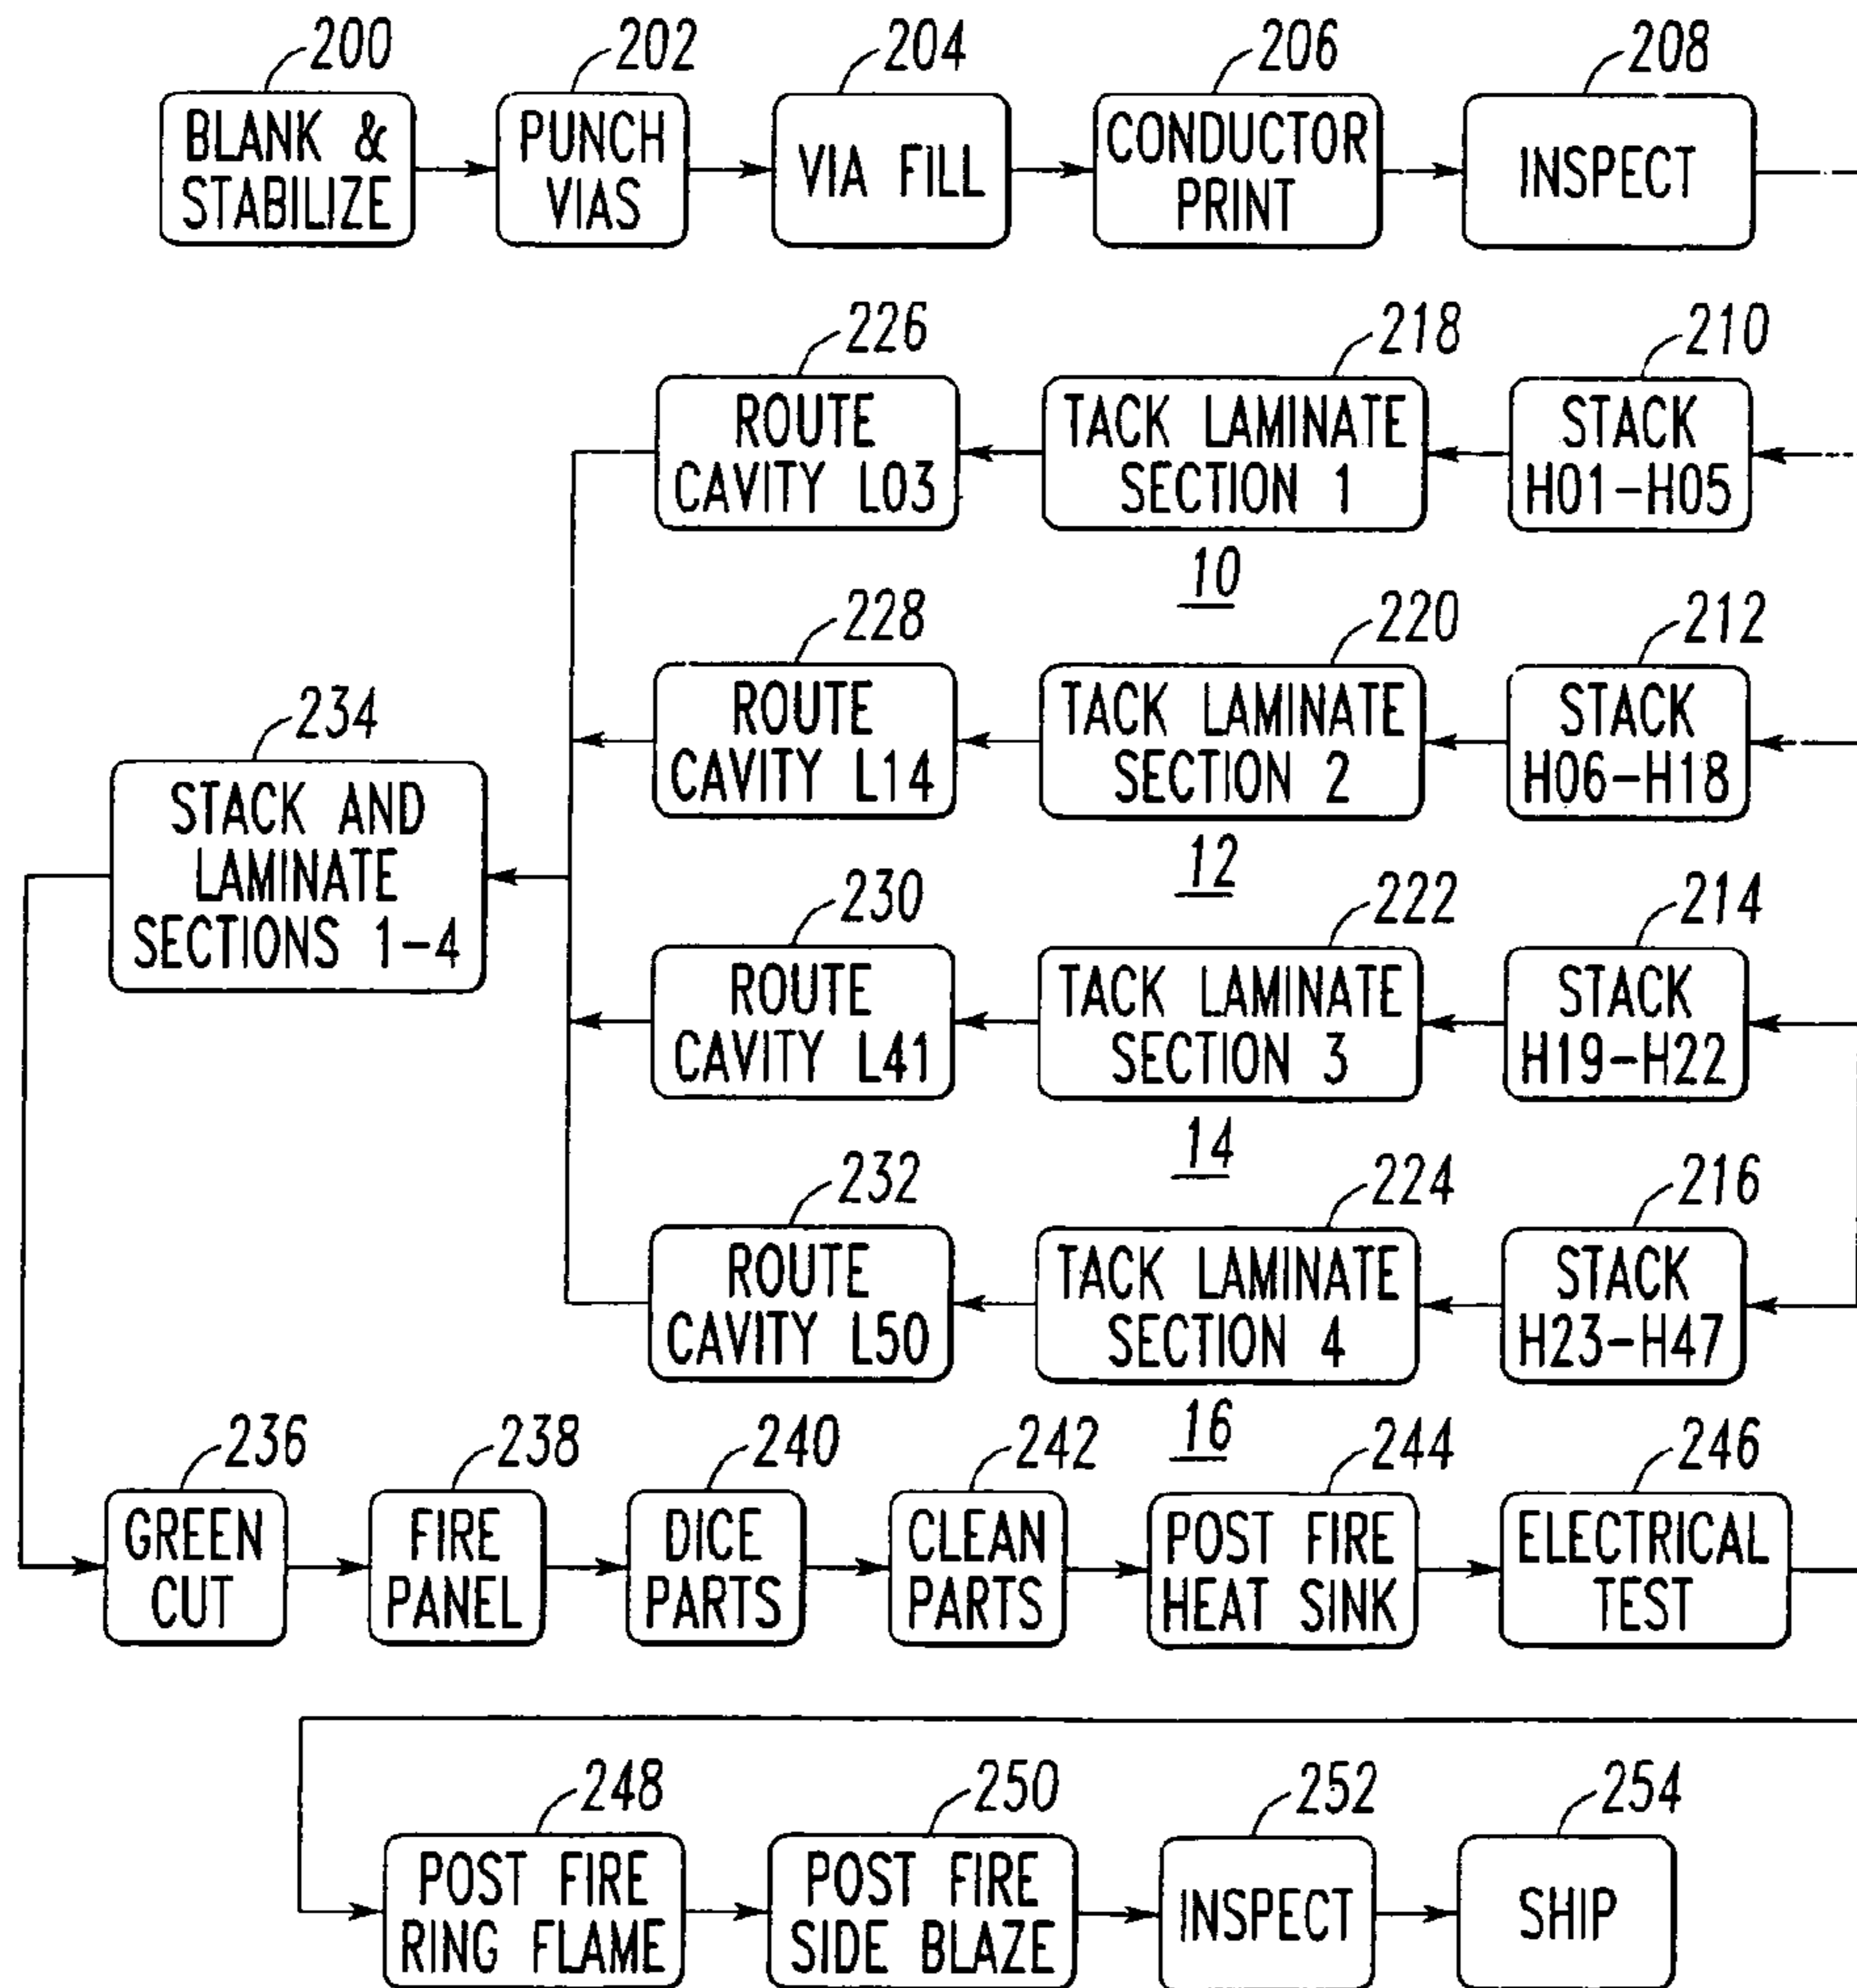 200 202 204 206 208
BLANK & STABILIZE
PUNCH VIAS
VIA FILL
CONDUCTOR PRINT
INSPECT
226 218 210
ROUTE CAVITY L03
TACK LAMINATE SECTION 1
STACK H01-H05
10
228 220 212
ROUTE CAVITY L14
TACK LAMINATE SECTION 2
STACK H06-H18
12
234
STACK AND LAMINATE SECTIONS 1-4
230 222 214
ROUTE CAVITY L41
TACK LAMINATE SECTION 3
STACK H19-H22
14
232 224 216
ROUTE CAVITY L50
TACK LAMINATE SECTION 4
STACK H23-H47
16
236 238 240 242 244 246
GREEN CUT
FIRE PANEL
DICE PARTS
CLEAN PARTS
POST FIRE HEAT SINK
ELECTRICAL TEST
248 250 252 254
POST FIRE RING FLAME
POST FIRE SIDE BLAZE
INSPECT
SHIP